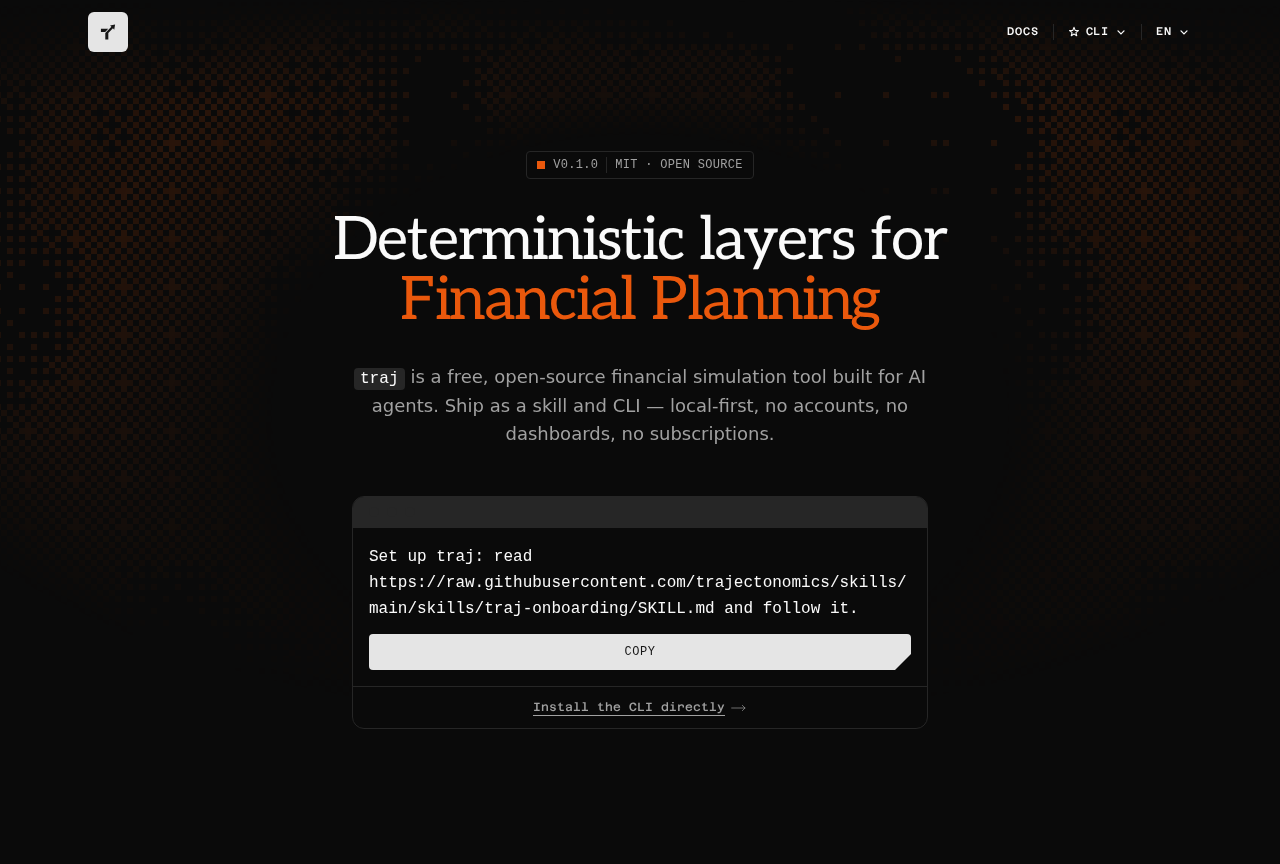 DOCS
CLI
EN
V0.1.0 MIT · OPEN SOURCE
Deterministic layers for
Financial Planning
traj is a free, open-source financial simulation tool built for AI
agents. Ship as a skill and CLI — local-first, no accounts, no
dashboards, no subscriptions.
Set up traj: read
https://raw.githubusercontent.com/trajectonomics/skills/
main/skills/traj-onboarding/SKILL.md and follow it.
COPY
Install the CLI directly